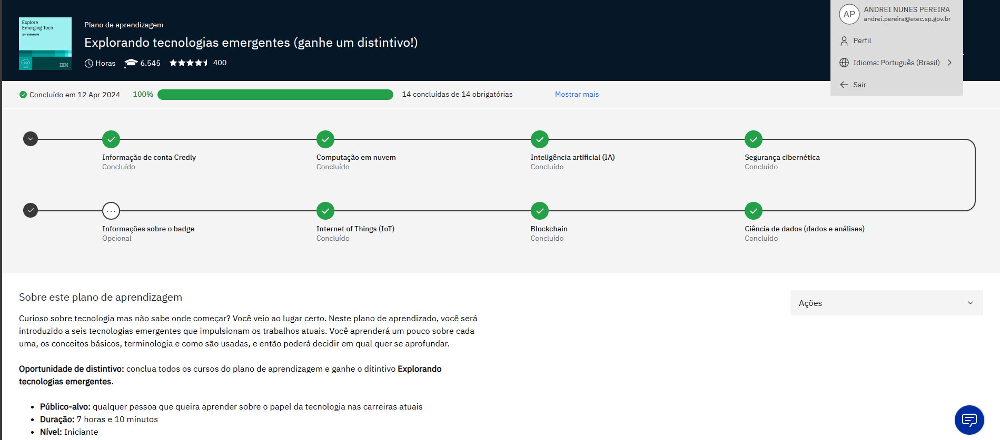 Explore
Emerging Tech
IBM SkillsBuild
IBM
Plano de aprendizagem
Explorando tecnologias emergentes (ganhe um distintivo!)
Horas 6.545 400
AP ANDREI NUNES PEREIRA
andrei.pereira@etec.sp.gov.br
Perfil
Idioma: Português (Brasil)
Sair
Concluído em 12 Apr 2024 100% 14 concluídas de 14 obrigatórias Mostrar mais
Informação de conta Credly
Concluído
Computação em nuvem
Concluído
Inteligência artificial (IA)
Concluído
Segurança cibernética
Concluído
Informações sobre o badge
Opcional
Internet of Things (IoT)
Concluído
Blockchain
Concluído
Ciência de dados (dados e análises)
Concluído
Sobre este plano de aprendizagem
Ações
Curioso sobre tecnologia mas não sabe onde começar? Você veio ao lugar certo. Neste plano de aprendizado, você será
introduzido a seis tecnologias emergentes que impulsionam os trabalhos atuais. Você aprenderá um pouco sobre cada
uma, os conceitos básicos, terminologia e como são usadas, e então poderá decidir em qual quer se aprofundar.
Oportunidade de distintivo: conclua todos os cursos do plano de aprendizagem e ganhe o ditintivo Explorando
tecnologias emergentes.
• Público-alvo: qualquer pessoa que queira aprender sobre o papel da tecnologia nas carreiras atuais
• Duração: 7 horas e 10 minutos
• Nível: Iniciante